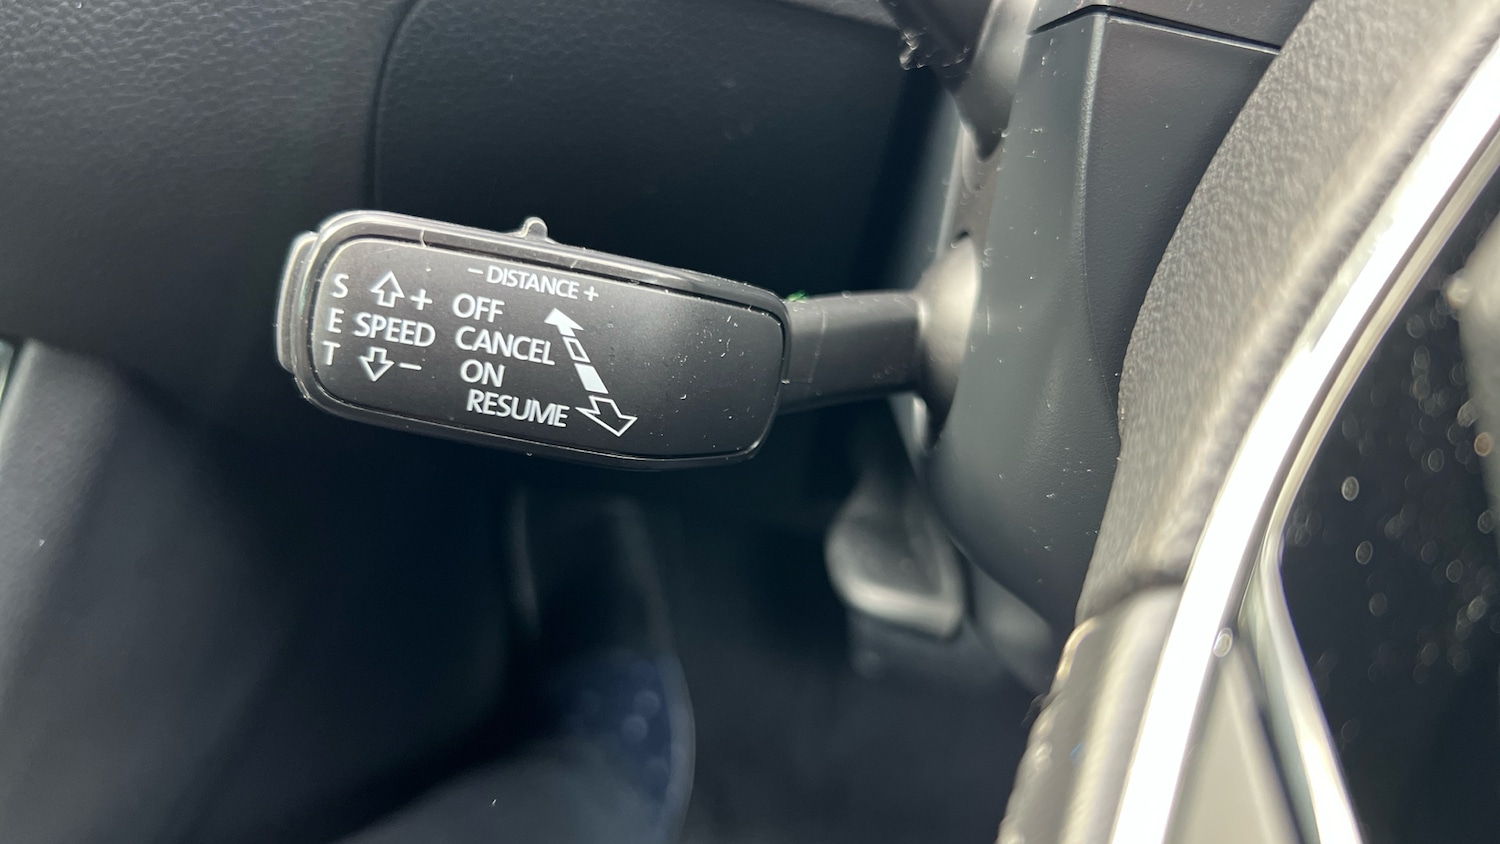 - DISTANCE +
S E T
+
SPEED
-
OFF
CANCEL
ON
RESUME